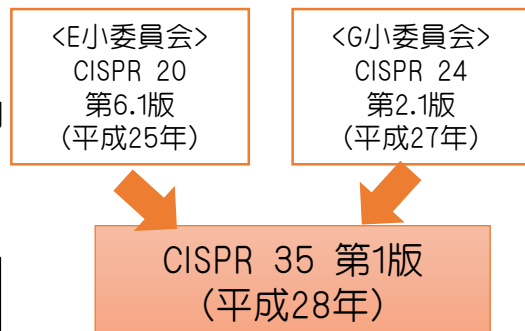 <E小委員会>
CISPR 20
第6.1版
(平成25年)
<G小委員会>
CISPR 24
第2.1版
(平成27年)
CISPR 35 第1版
(平成28年)